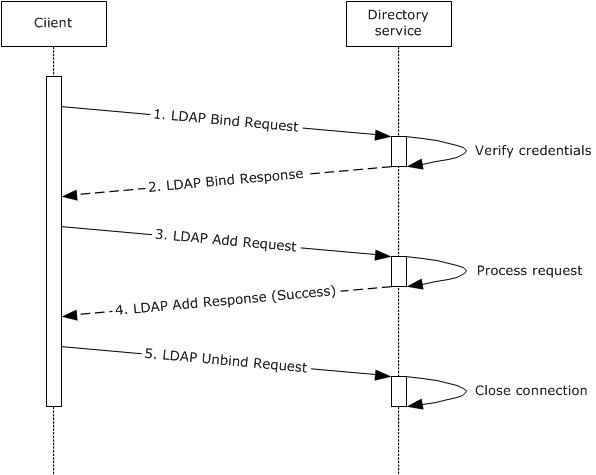 Ciient
Directory
service
1. LDAP Bind Request
Verify credentials
2. LDAP Bind Response
3. LDAP Add Request
Process request
4. LDAP Add Response (Success)
5. LDAP Unbind Request
Close connection